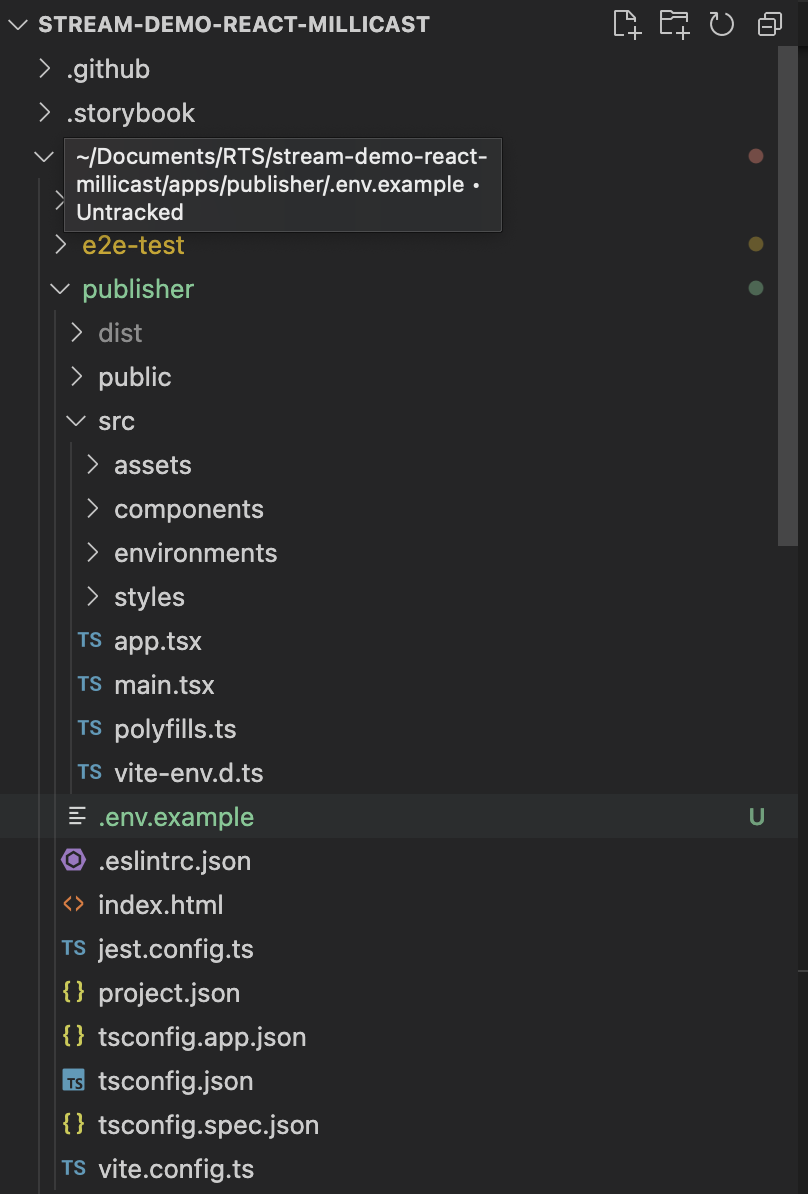 STREAM-DEMO-REACT-MILLICAST
.github
.storybook
~/Documents/RTS/stream-demo-react-
millicast/apps/publisher/.env.example •
Untracked
e2e-test
publisher
dist
public
src
assets
components
environments
styles
TS app.tsx
TS main.tsx
TS polyfills.ts
TS vite-env.d.ts
.env.example U
.eslintrc.json
<> index.html
TS jest.config.ts
{} project.json
{} tsconfig.app.json
TS tsconfig.json
{} tsconfig.spec.json
TS vite.config.ts